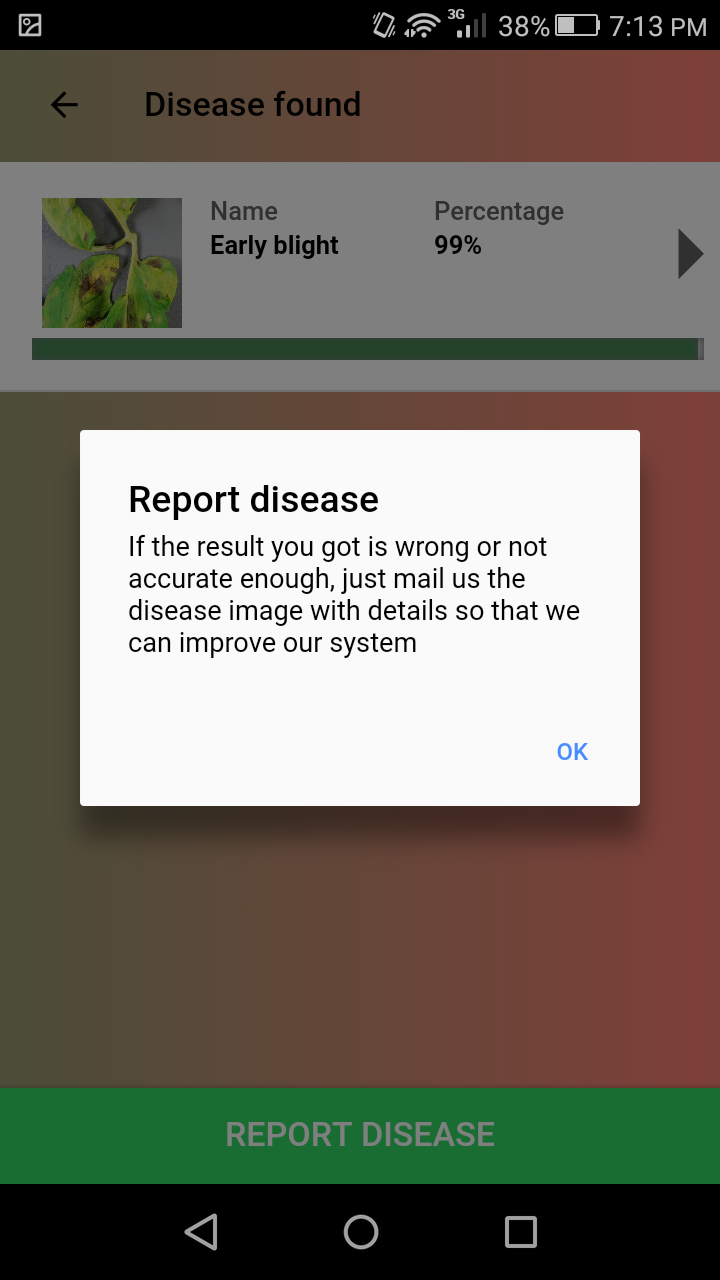 3G 38% 7:13 PM
Disease found
Name Percentage
Early blight 99%
Report disease
If the result you got is wrong or not
accurate enough, just mail us the
disease image with details so that we
can improve our system
OK
REPORT DISEASE